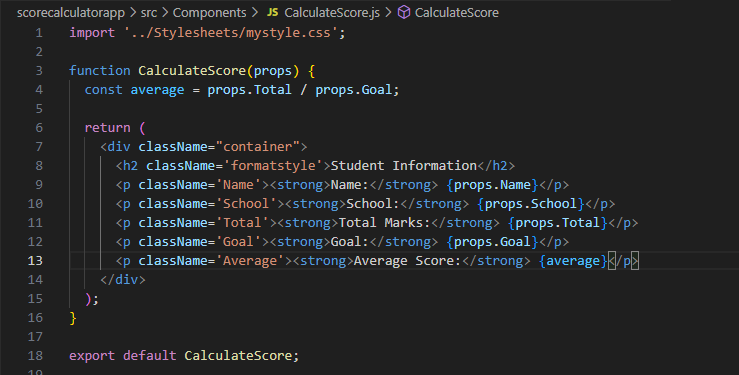 scorecalculatorapp > src > Components > JS CalculateScore.js > CalculateScore
1 import '../Stylesheets/mystyle.css';
2
3 function CalculateScore(props) {
4   const average = props.Total / props.Goal;
5
6   return (
7     <div className="container">
8       <h2 className='formatstyle'>Student Information</h2>
9       <p className='Name'><strong>Name:</strong> {props.Name}</p>
10       <p className='School'><strong>School:</strong> {props.School}</p>
11       <p className='Total'><strong>Total Marks:</strong> {props.Total}</p>
12       <p className='Goal'><strong>Goal:</strong> {props.Goal}</p>
13       <p className='Average'><strong>Average Score:</strong> {average}</p>
14     </div>
15   );
16 }
17
18 export default CalculateScore;
19